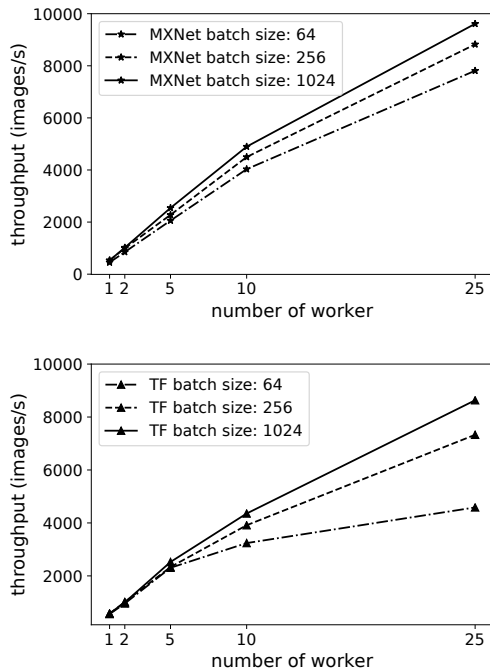 10000
8000
6000
4000
2000
0
throughput (images/s)
MXNet batch size: 64
MXNet batch size: 256
MXNet batch size: 1024
1 2 5 10 25
number of worker
10000
8000
6000
4000
2000
throughput (images/s)
TF batch size: 64
TF batch size: 256
TF batch size: 1024
1 2 5 10 25
number of worker